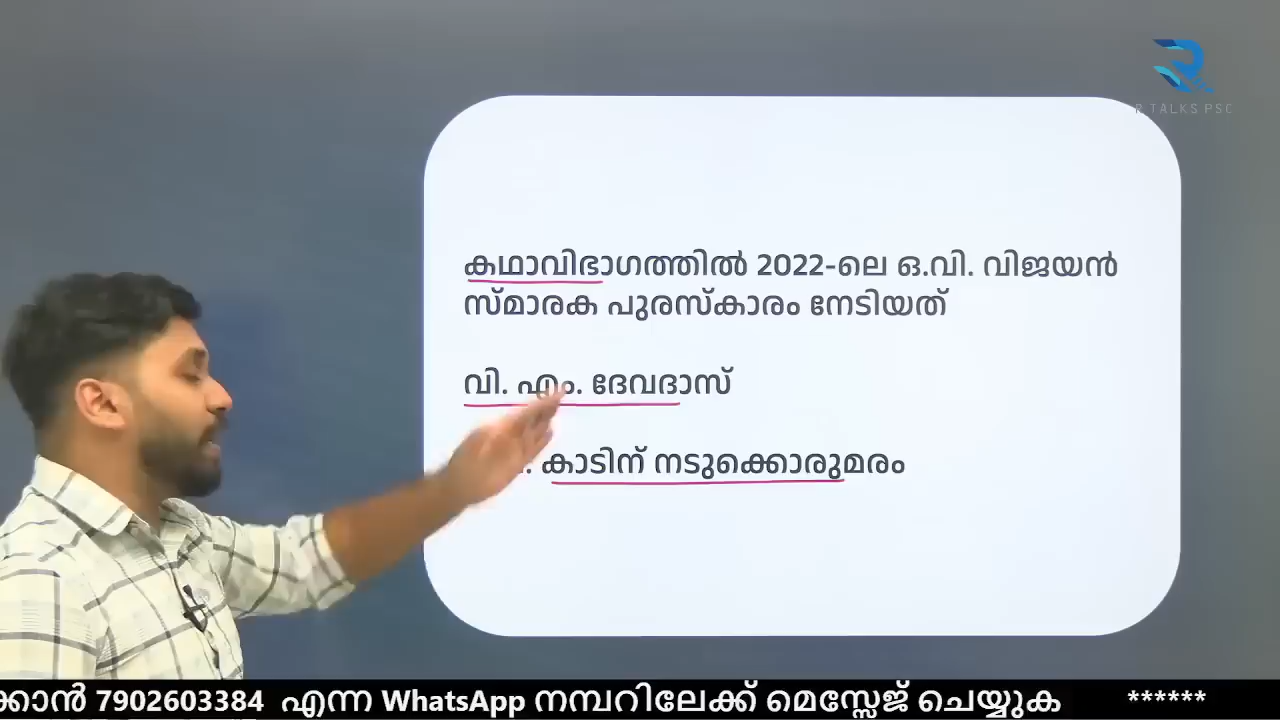 R TALKS PSC
കഥാവിഭാഗത്തിൽ 2022-ലെ ഒ.വി. വിജയൻ
സ്മാരക പുരസ്കാരം നേടിയത്
വി. എം. ദേവദാസ്
കാടിന് നടുക്കൊരുമരം
7902603384 എന്ന WhatsApp നമ്പറിലേക്ക് മെസ്സേജ് ചെയ്യുക ******